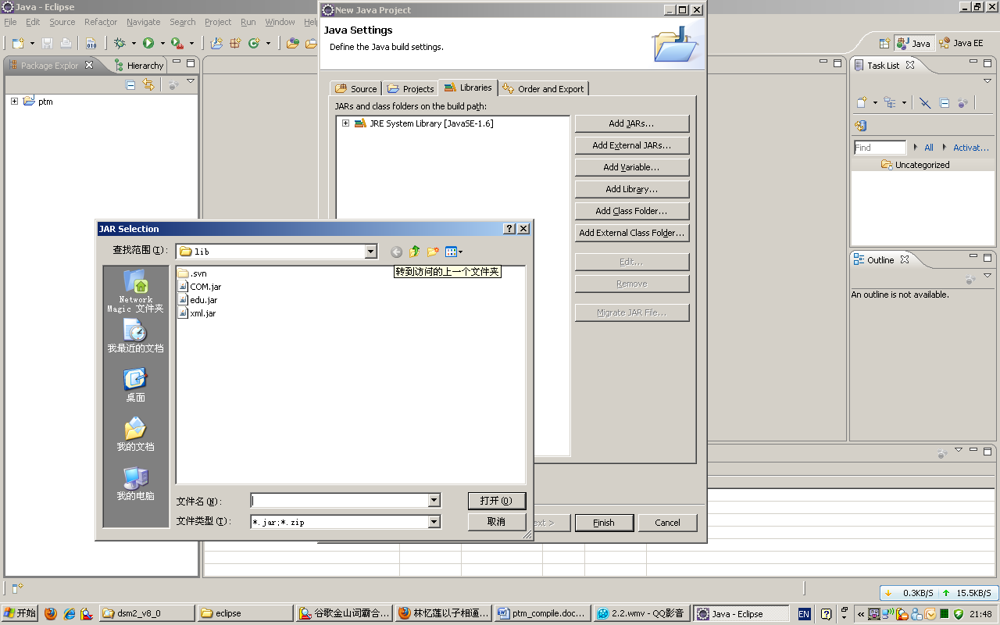 Java - Eclipse
File Edit Source Refactor Navigate Search Project Run Window Hel
Java
Java EE
Package Explor
Hierarchy
ptm
New Java Project
Java Settings
Define the Java build settings.
Source
Projects
Libraries
Order and Export
JARs and class folders on the build path:
JRE System Library [JavaSE-1.6]
Add JARs...
Add External JARs...
Add Variable...
Add Library...
Add Class Folder...
Add External Class Folder...
Edit...
Remove
Migrate JAR File...
ext >
Finish
Cancel
Task List
Find
All
Activat...
Uncategorized
Outline
An outline is not available.
JAR Selection
查找范围(I):
lib
转到访问的上一个文件夹
Network
Magic 文件夹
我最近的文档
桌面
我的文档
我的电脑
.svn
COM.jar
edu.jar
xml.jar
文件名(N):
打开(O)
文件类型(T):
*.jar;*.zip
取消
0.3KB/S
15.5KB/S
开始
dsm2_v8_0
eclipse
谷歌金山词霸合...
林忆莲以子相逼...
ptm_compile.doc...
2.2.wmv - QQ影音
Java - Eclipse
EN
21:48